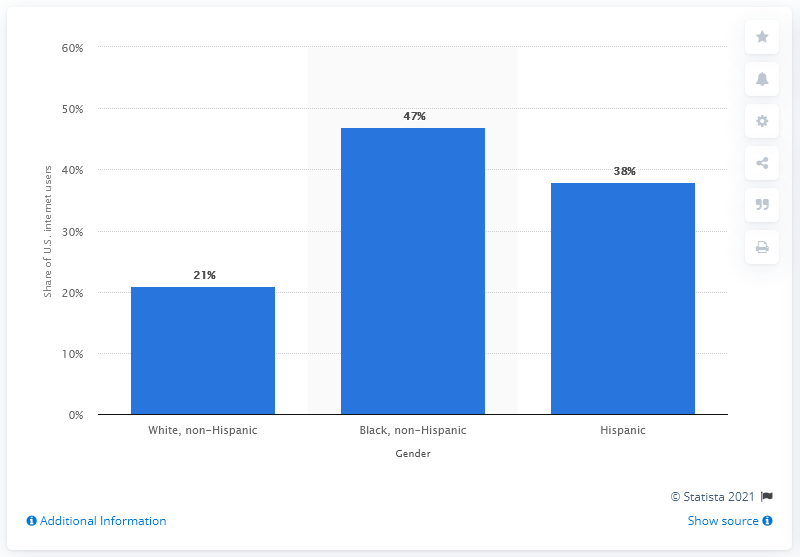 60%
50%
47%
40%
38%
30%
21%
20%
10%
0%
Share of U.S. internet users
White, non-Hispanic
Black, non-Hispanic
Hispanic
Gender
© Statista 2021
Additional Information
Show source